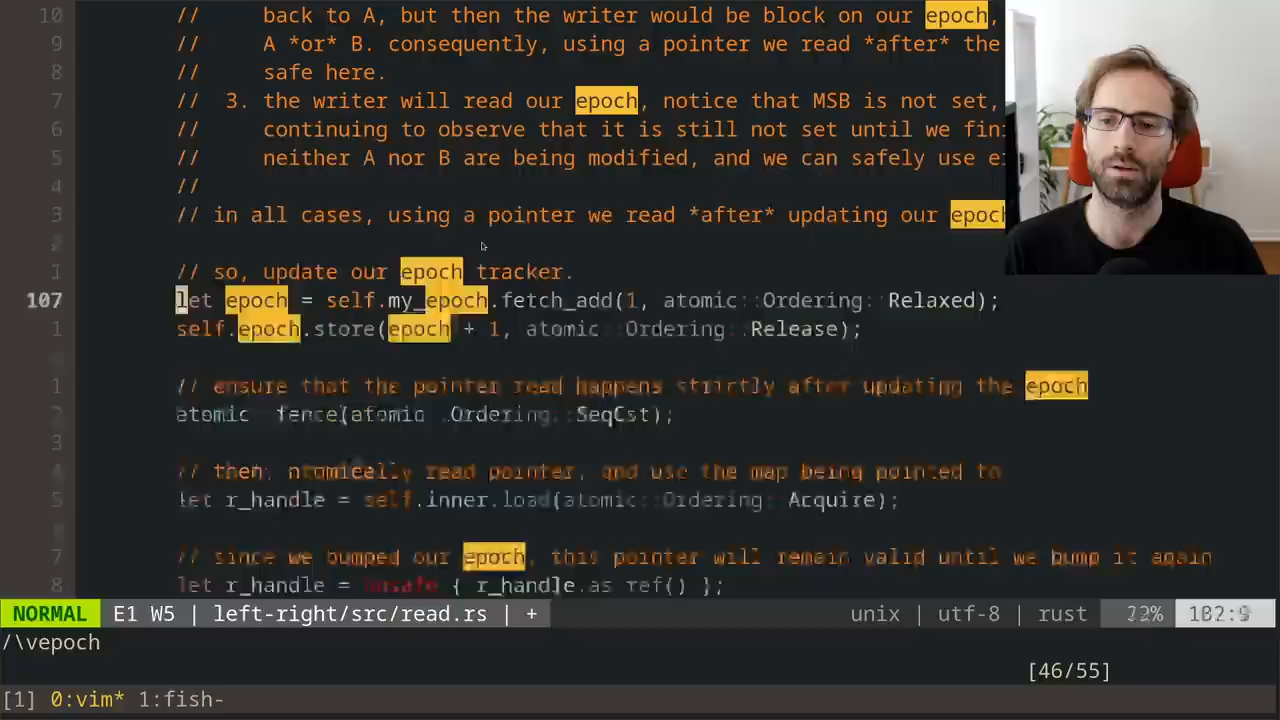 10 // back to A, but then the writer would be block on our epoch,
9 // A *or* B. consequently, using a pointer we read *after* the
8 // safe here.
7 // 3. the writer will read our epoch, notice that MSB is not set,
6 // continuing to observe that it is still not set until we fin
5 // neither A nor B are being modified, and we can safely use e
4 //
3 // in all cases, using a pointer we read *after* updating our epoch
2
1 // so, update our epoch tracker.
107 let epoch = self.my_epoch.fetch_add(1, atomic::Ordering::Relaxed);
1 self.epoch.store(epoch + 1, atomic::Ordering::Release);
1 // ensure that the pointer read happens strictly after updating the epoch
2 atomic::fence(atomic::Ordering::SeqCst);
3
4 // then, atomically read pointer, and use the map being pointed to
5 let r_handle = self.inner.load(atomic::Ordering::Acquire);
7 // since we bumped our epoch, this pointer will remain valid until we bump it again
8 let r_handle = unsafe { r_handle.as_ref() };
NORMAL E1 W5 | left-right/src/read.rs | + unix | utf-8 | rust
/\vepoch
[46/55]
[1] 0:vim* 1:fish-